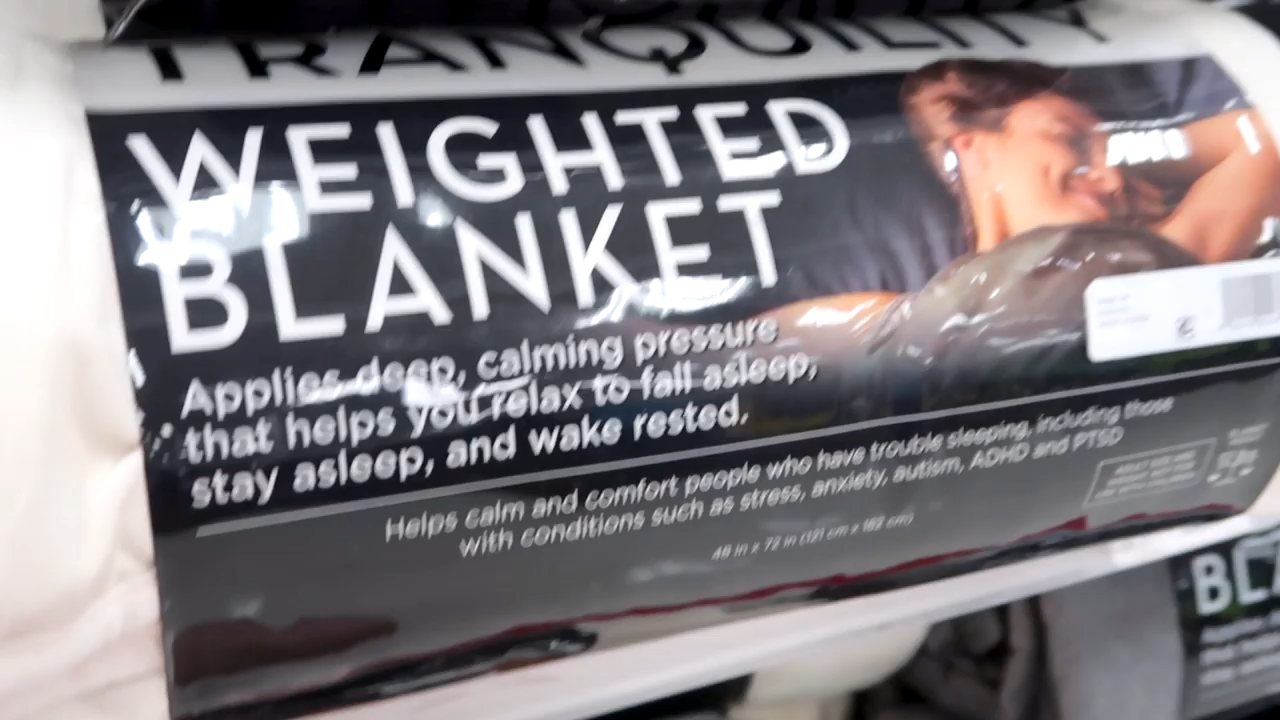 TRANQUILITY
WEIGHTED
BLANKET
Applies deep, calming pressure
that helps you relax to fall asleep,
stay asleep, and wake rested.
Helps calm and comfort people who have trouble sleeping, including those
with conditions such as stress, anxiety, autism, ADHD and PTSD
48 in x 72 in (121 cm x 182 cm)